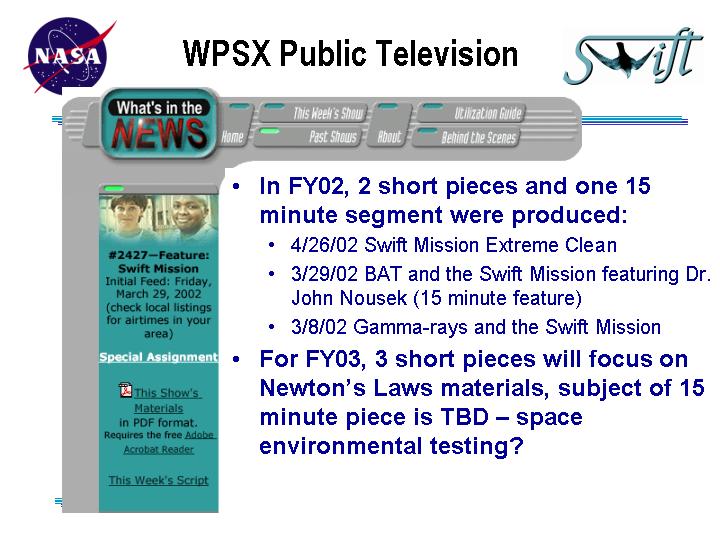 NASA
WPSX Public Television
Swift
What's in the
NEWS
Home
This Week's Show
Past Shows
About
Utilization Guide
Behind the Scenes
#2427—Feature:
Swift Mission
Initial Feed: Friday,
March 29, 2002
(check local listings
for airtimes in your
area)
Special Assignment
This Show's
Materials
in PDF format.
Requires the free Adobe
Acrobat Reader
This Week's Script
• In FY02, 2 short pieces and one 15
minute segment were produced:
• 4/26/02 Swift Mission Extreme Clean
• 3/29/02 BAT and the Swift Mission featuring Dr.
John Nousek (15 minute feature)
• 3/8/02 Gamma-rays and the Swift Mission
• For FY03, 3 short pieces will focus on
Newton’s Laws materials, subject of 15
minute piece is TBD – space
environmental testing?